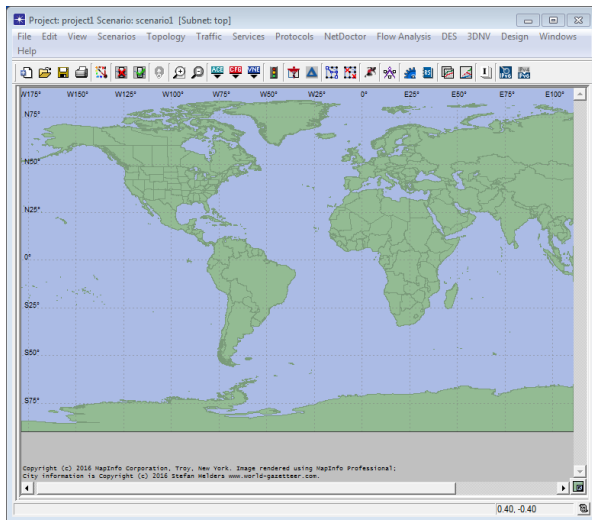 Project: project1 Scenario: scenario1 [Subnet: top]
File Edit View Scenarios Topology Traffic Services Protocols NetDoctor Flow Analysis DES 3DNV Design Windows
Help
ACE CTG VNE
W175° W150° W125° W100° W75° W50° W25° 0° E25° E50° E75° E100°
N75°
N50°
N25°
0°
S25°
S50°
S75°
Copyright (c) 2016 MapInfo Corporation, Troy, New York. Image rendered using MapInfo Professional;
City information is Copyright (c) 2016 Stefan Helders www.world-gazetteer.com.
0.40, -0.40